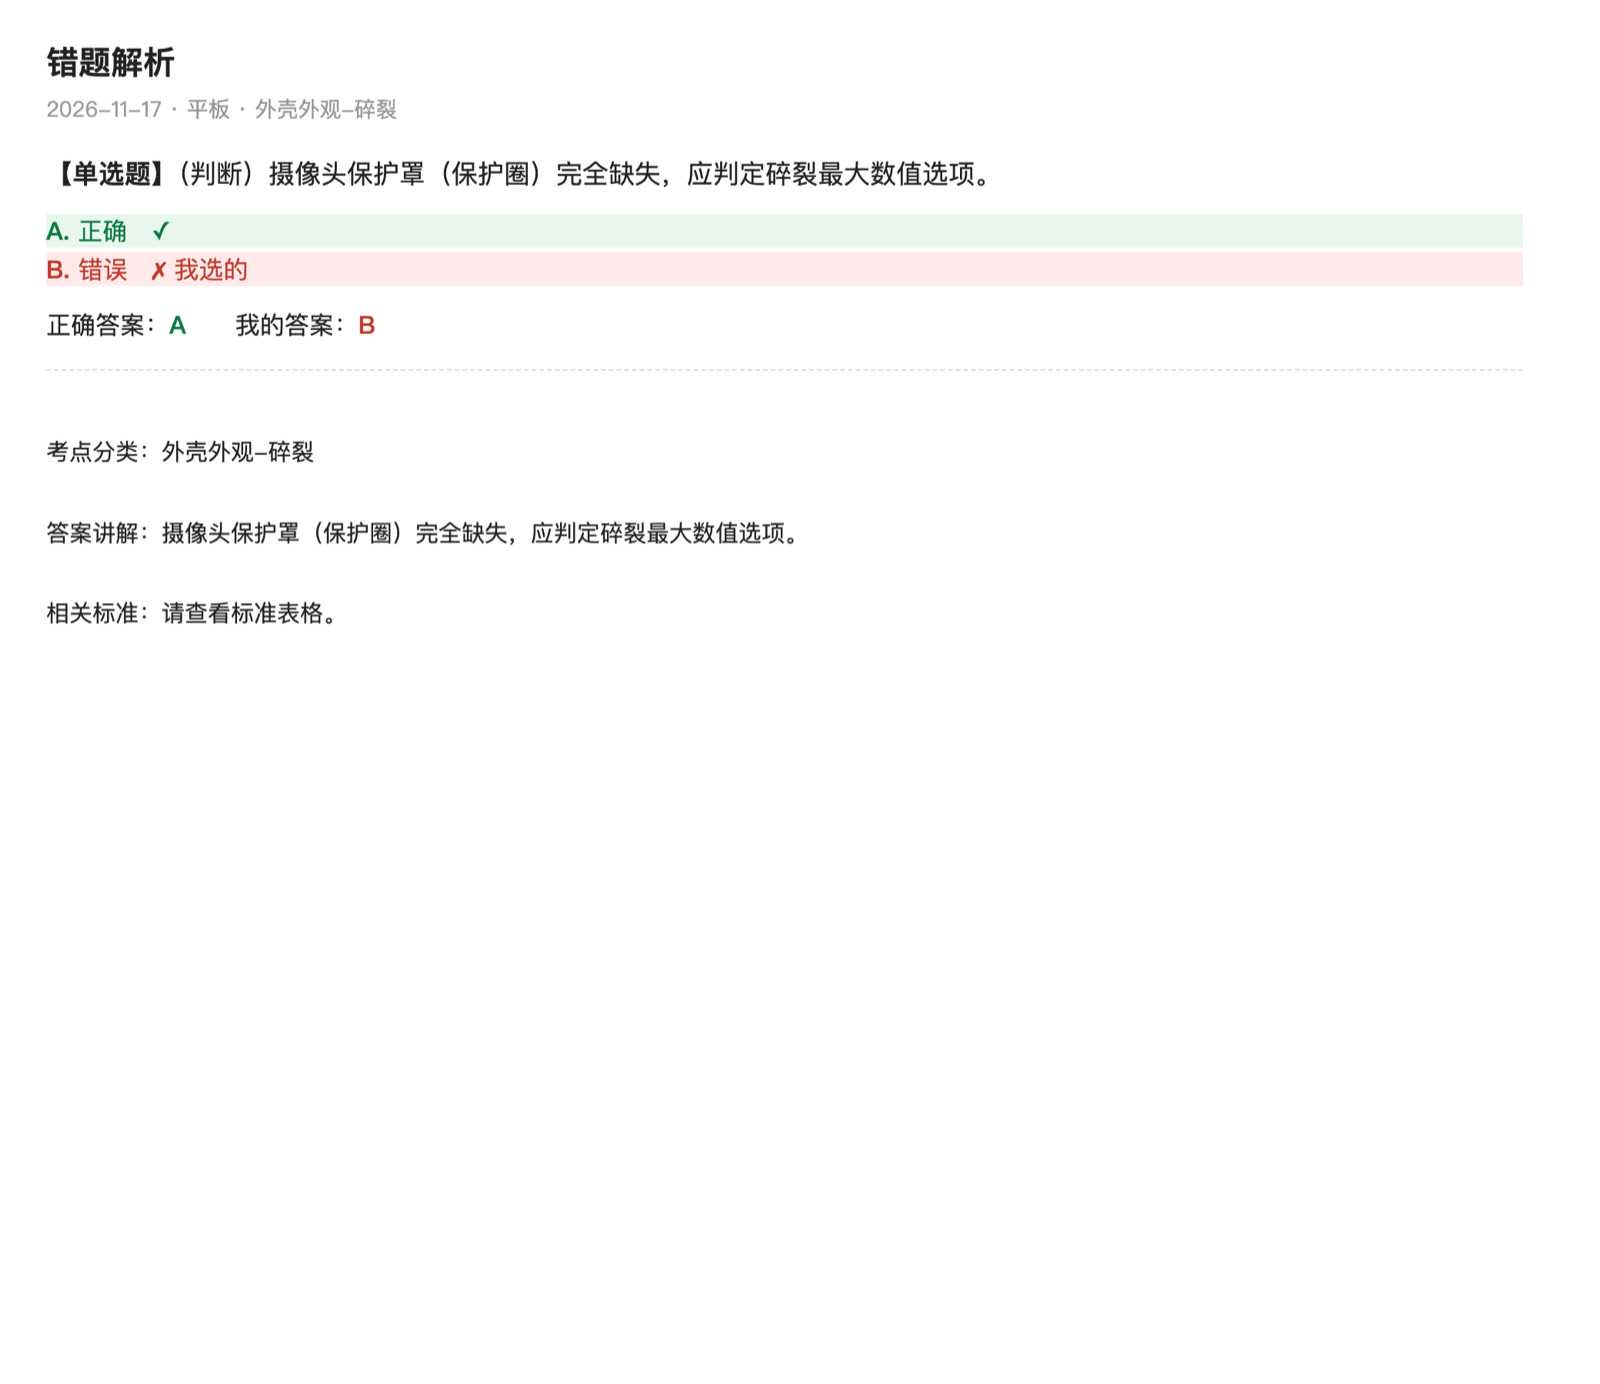 错题解析
2026-11-17 · 平板 · 外壳外观-碎裂
【单选题】（判断）摄像头保护罩（保护圈）完全缺失，应判定碎裂最大数值选项。
A. 正确 ✓
B. 错误 ✗ 我选的
正确答案：A 我的答案：B
考点分类：外壳外观-碎裂
答案讲解：摄像头保护罩（保护圈）完全缺失，应判定碎裂最大数值选项。
相关标准：请查看标准表格。